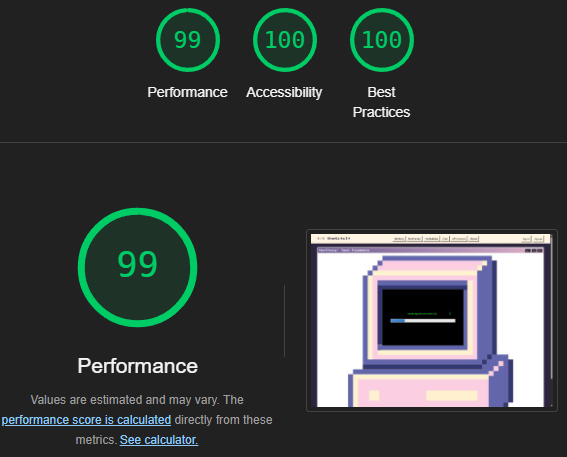 99
100
100
Performance
Accessibility
Best
Practices
99
Performance
Values are estimated and may vary. The
performance score is calculated directly from these
metrics. See calculator.